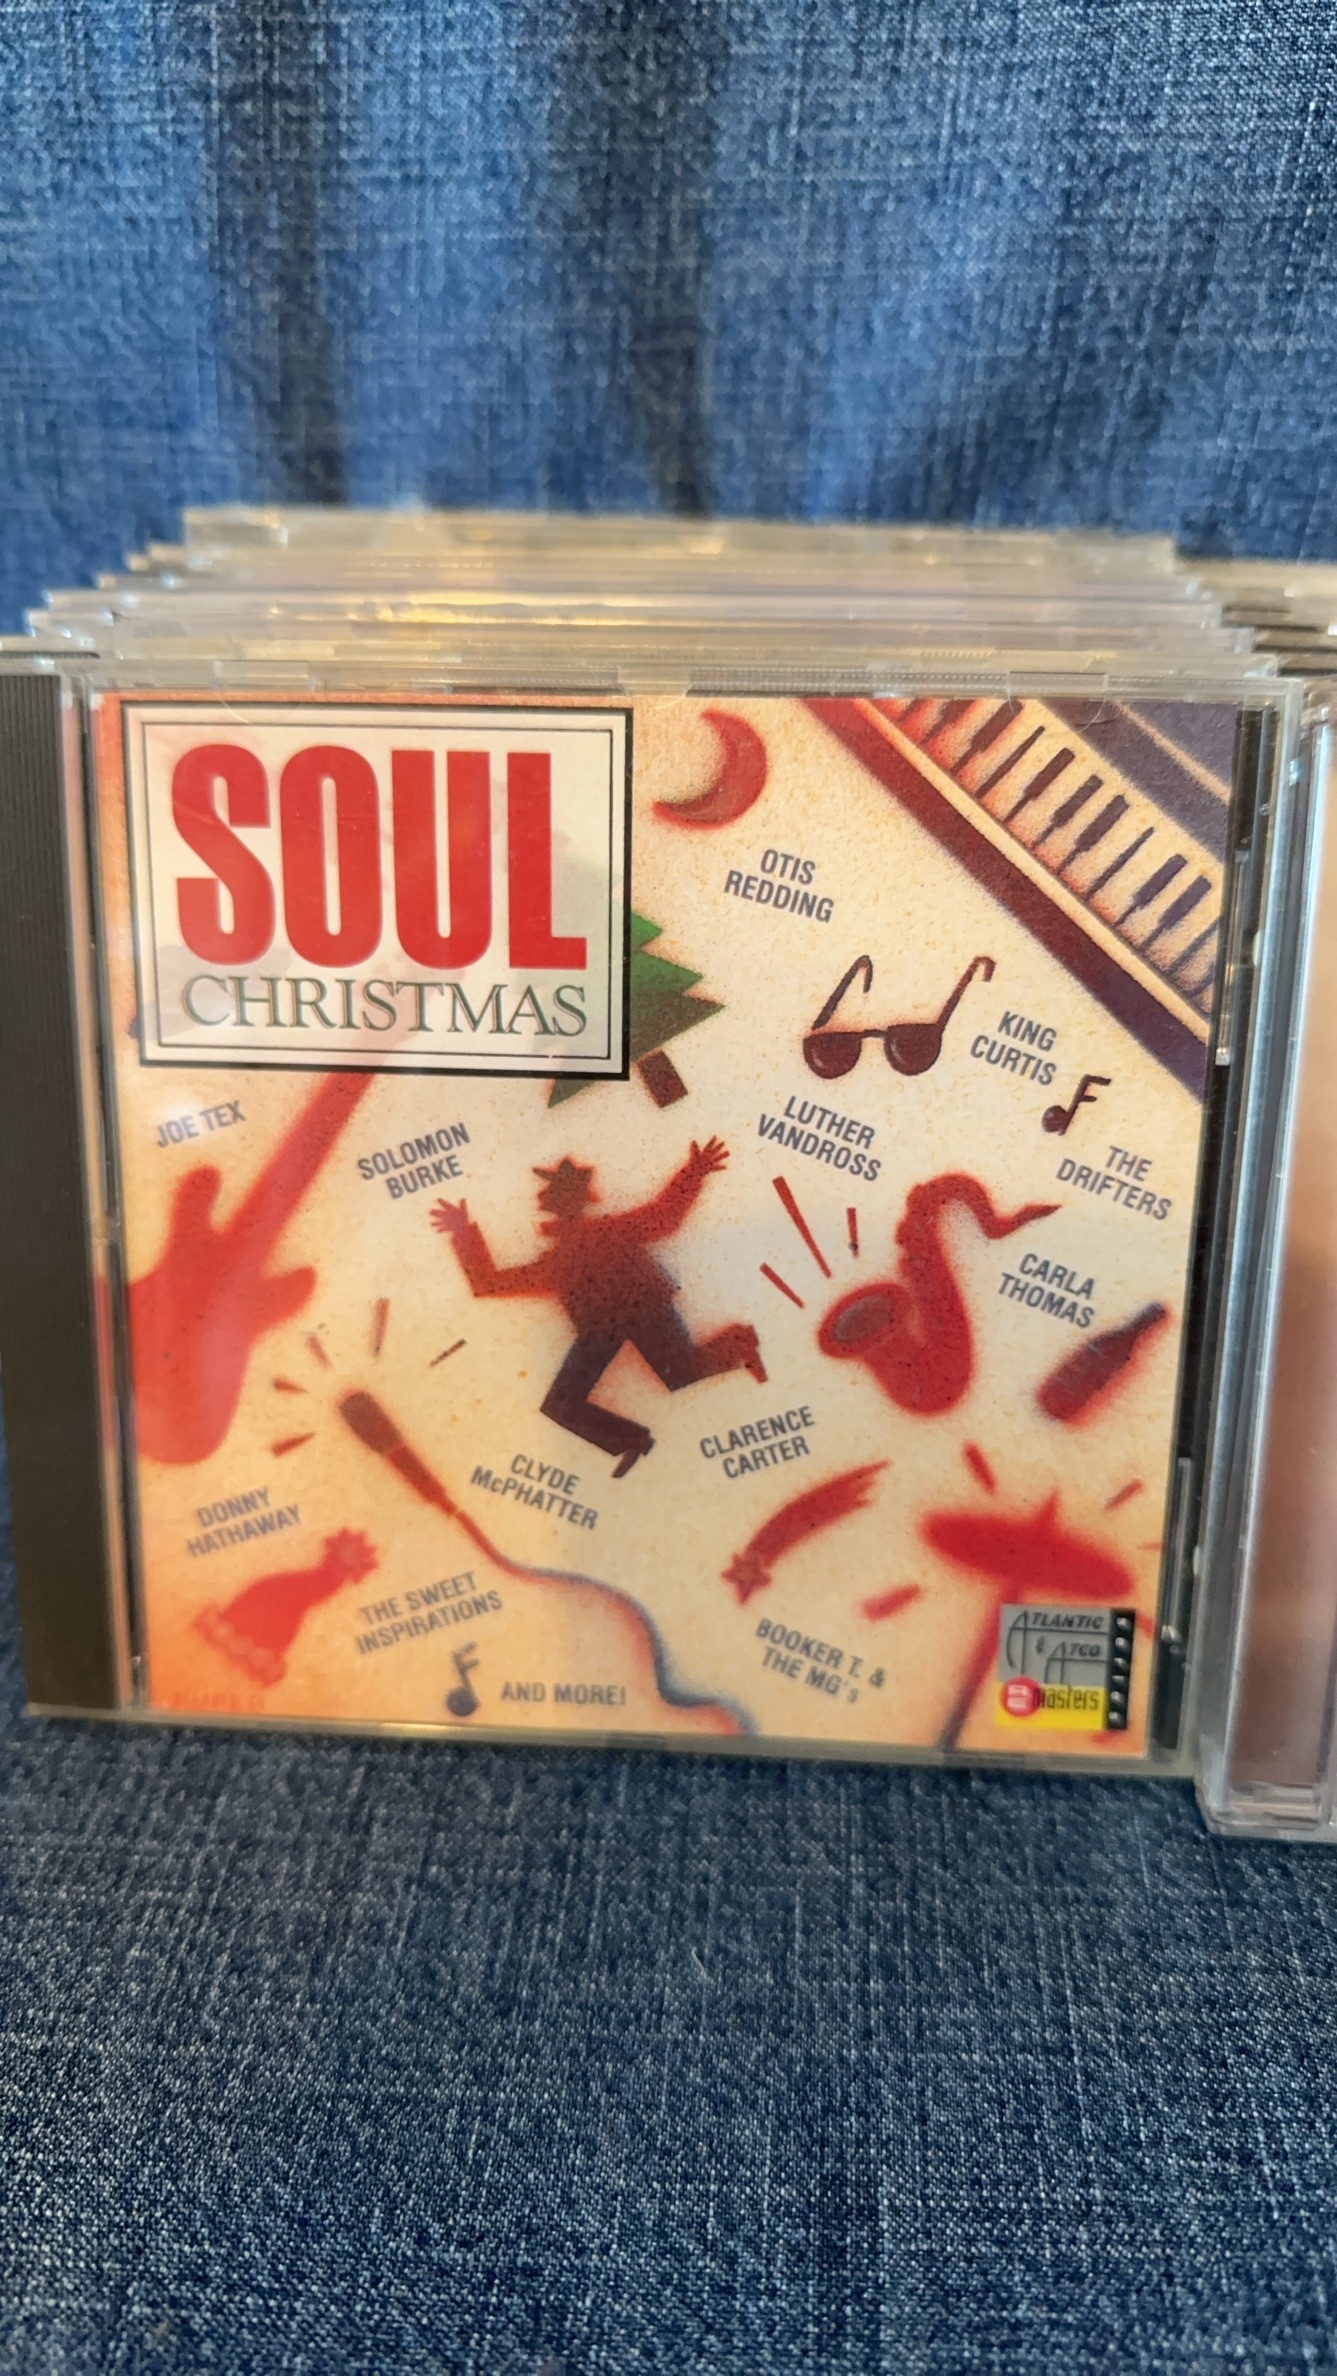 SOUL
CHRISTMAS
OTIS
REDDING
KING
CURTIS
LUTHER
VANDROSS
THE
DRIFTERS
JOE TEX
SOLOMON
BURKE
CARLA
THOMAS
CLARENCE
CARTER
CLYDE
McPHATTER
DONNY
HATHAWAY
THE SWEET
INSPIRATIONS
BOOKER T. &
THE MG's
AND MORE!
KUPER
ATLANTIC
& ATCO
masters